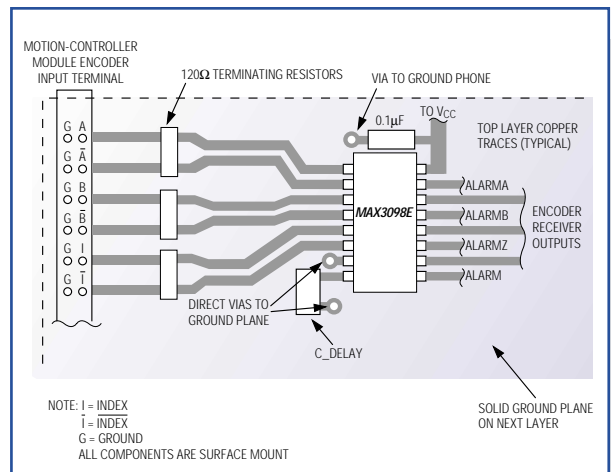 MOTION-CONTROLLER
MODULE ENCODER
INPUT TERMINAL
120Ω TERMINATING RESISTORS
VIA TO GROUND PHONE
TO VCC
0.1µF
TOP LAYER COPPER
TRACES (TYPICAL)
G A
G A̅
G B
G B̅
G I
G I̅
MAX3098E
ALARMA
ALARMB
ALARMZ
ALARM
ENCODER
RECEIVER
OUTPUTS
DIRECT VIAS TO
GROUND PLANE
C_DELAY
SOLID GROUND PLANE
ON NEXT LAYER
NOTE: I = INDEX
I̅ = I̅N̅D̅E̅X̅
G = GROUND
ALL COMPONENTS ARE SURFACE MOUNT